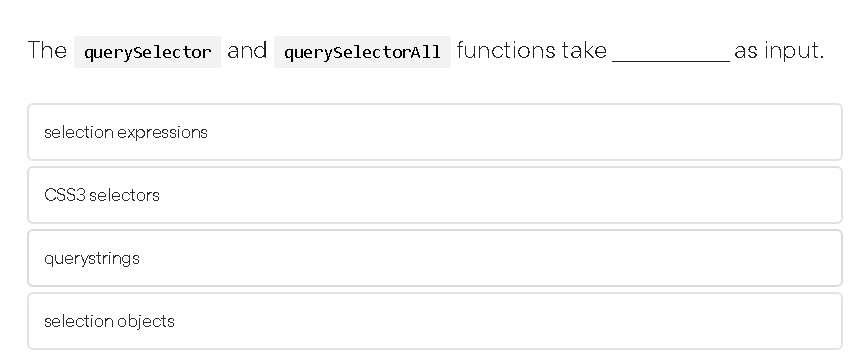 The querySelector and querySelectorAll functions take __________ as input.
selection expressions
CSS3 selectors
querystrings
selection objects